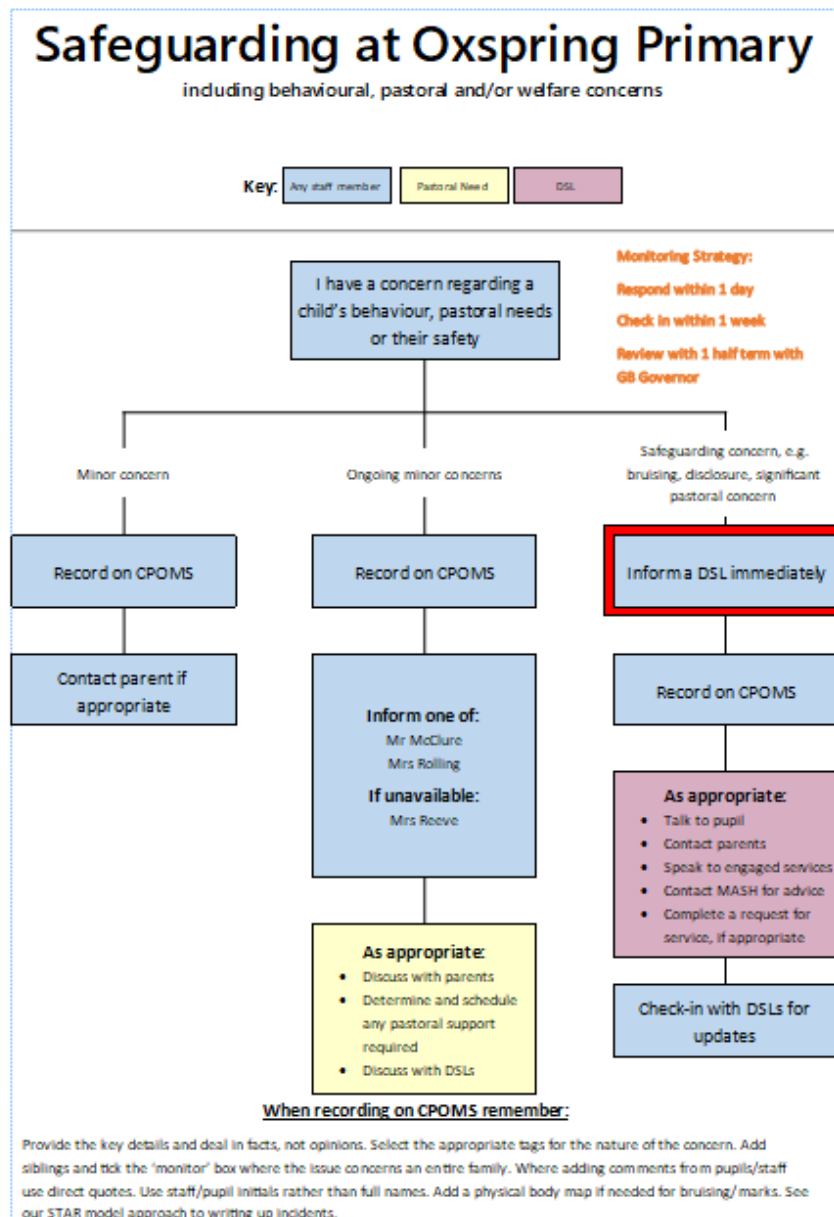 Safeguarding at Oxspring Primary
including behavioural, pastoral and/or welfare concerns
Key:
Any staff member
Pastoral Need
DSL
I have a concern regarding a
child's behaviour, pastoral needs
or their safety
Monitoring Strategy:
Respond within 1 day
Check in within 1 week
Review with 1 half term with
GB Governor
Minor concern
Record on CPOMS
Contact parent if
appropriate
Ongoing minor concerns
Record on CPOMS
Inform one of:
Mr McClure
Mrs Rolling
If unavailable:
Mrs Reeve
As appropriate:
• Discuss with parents
• Determine and schedule
any pastoral support
required
• Discuss with DSLs
Safeguarding concern, e.g.
bruising, disclosure, significant
pastoral concern
Inform a DSL immediately
Record on CPOMS
As appropriate:
• Talk to pupil
• Contact parents
• Speak to engaged services
• Contact MASH for advice
• Complete a request for
service, if appropriate
Check-in with DSLs for
updates
When recording on CPOMS remember:
Provide the key details and deal in facts, not opinions. Select the appropriate tags for the nature of the concern. Add
siblings and tick the 'monitor' box where the issue concerns an entire family. Where adding comments from pupils/staff
use direct quotes. Use staff/pupil initials rather than full names. Add a physical body map if needed for bruising/marks. See
our STAR model approach to writing up incidents.